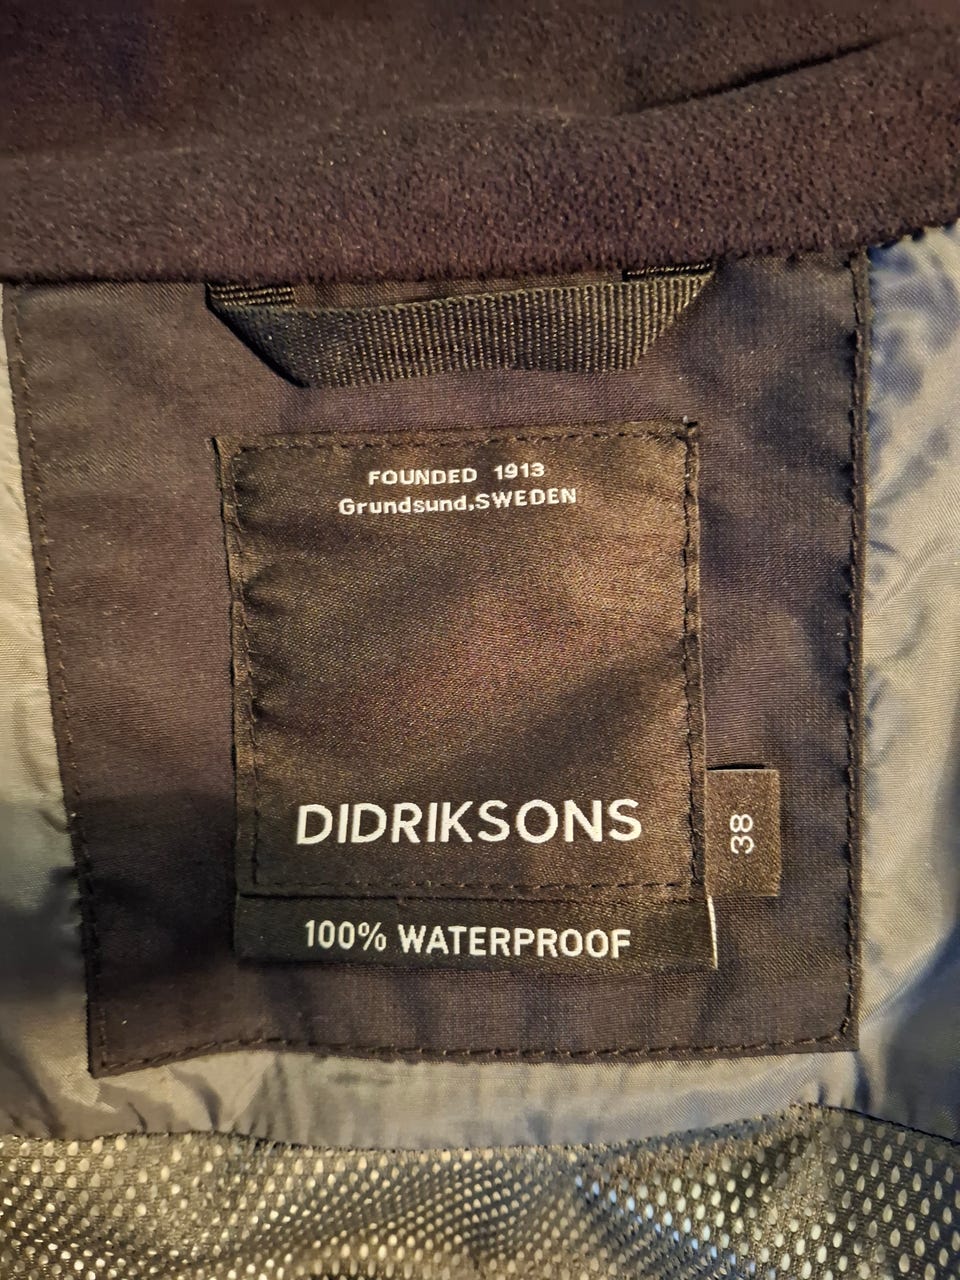 FOUNDED 1913
Grundsund,SWEDEN
DIDRIKSONS
38
100% WATERPROOF